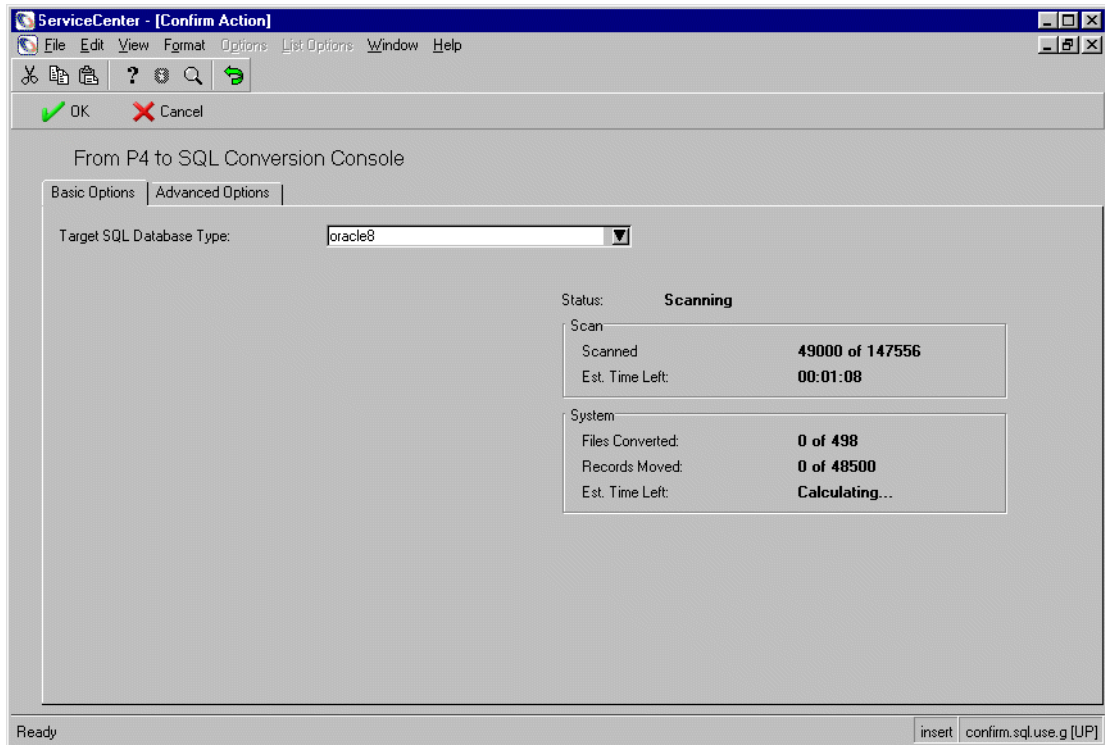 ServiceCenter - [Confirm Action]
File Edit View Format Options List Options Window Help
OK Cancel
From P4 to SQL Conversion Console
Basic Options Advanced Options
Target SQL Database Type: oracle8
Status: Scanning
Scan
Scanned 49000 of 147556
Est. Time Left: 00:01:08
System
Files Converted: 0 of 498
Records Moved: 0 of 48500
Est. Time Left: Calculating...
Ready insert confirm.sql.use.g [UP]